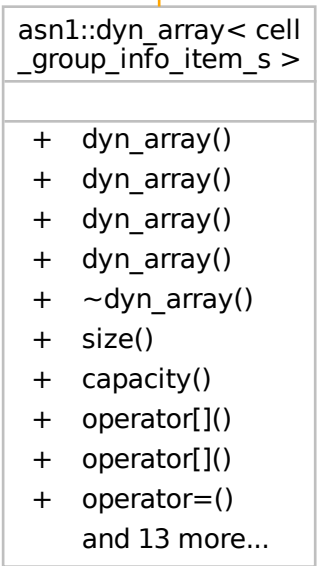 asn1::dyn_array< cell
_group_info_item_s >
+ dyn_array()
+ dyn_array()
+ dyn_array()
+ dyn_array()
+ ~dyn_array()
+ size()
+ capacity()
+ operator[]()
+ operator[]()
+ operator=()
and 13 more...